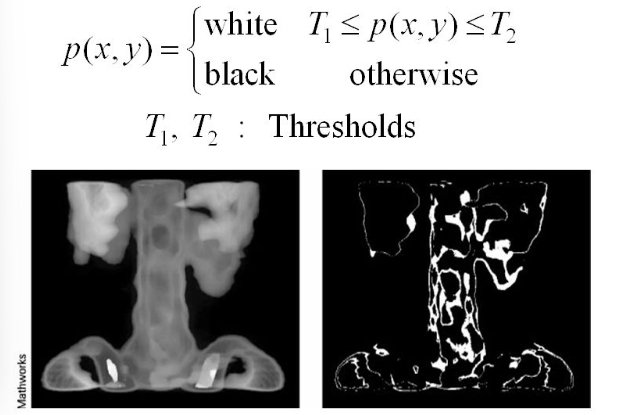 p(x, y) = { white T₁ ≤ p(x, y) ≤ T₂
black otherwise
T₁, T₂ : Thresholds
Mathworks